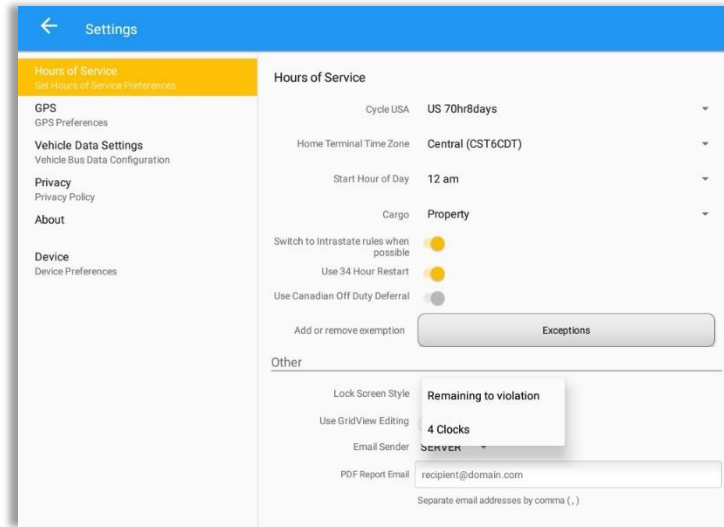 Settings
Hours of Service
Set Hours of Service Preferences
GPS
GPS Preferences
Vehicle Data Settings
Vehicle Bus Data Configuration
Privacy
Privacy Policy
About
Device
Device Preferences
Hours of Service
Cycle USA US 70hr8days
Home Terminal Time Zone Central (CST6CDT)
Start Hour of Day 12 am
Cargo Property
Switch to Intrastate rules when
possible
Use 34 Hour Restart
Use Canadian Off Duty Deferral
Add or remove exemption Exceptions
Other
Lock Screen Style Remaining to violation
Use GridView Editing 4 Clocks
Email Sender SERVER
PDF Report Email recipient@domain.com
Separate email addresses by comma (,)